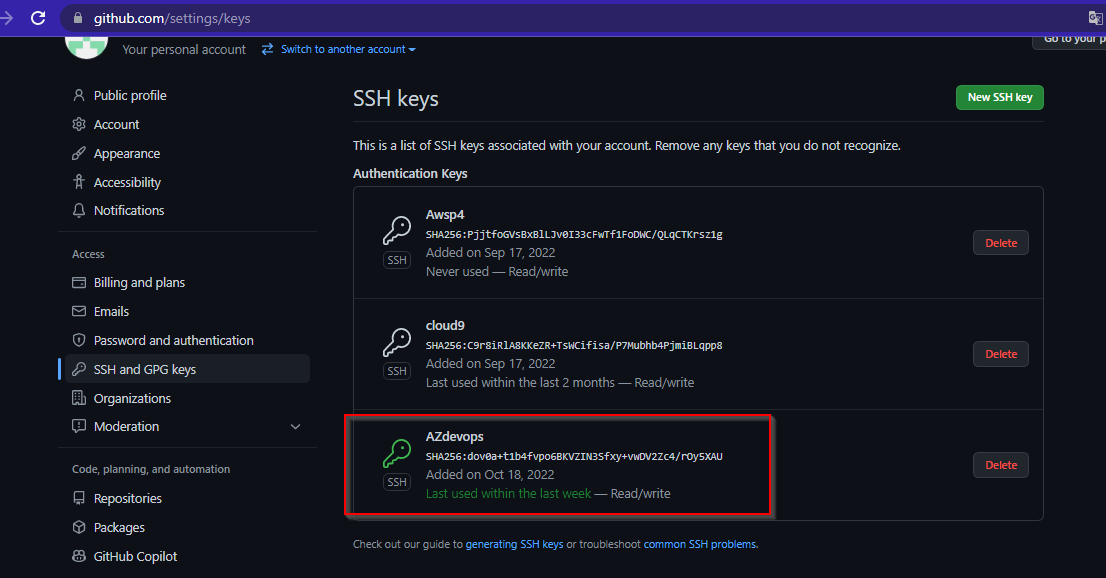 github.com/settings/keys
Your personal account
Switch to another account
Go to your p
Public profile
Account
Appearance
Accessibility
Notifications
Access
Billing and plans
Emails
Password and authentication
SSH and GPG keys
Organizations
Moderation
Code, planning, and automation
Repositories
Packages
GitHub Copilot
SSH keys
New SSH key
This is a list of SSH keys associated with your account. Remove any keys that you do not recognize.
Authentication Keys
Awsp4
SHA256:PjjtfoGVsBxBlLJv0I33cFwTf1FoDWC/QLqCTKrsz1g
SSH
Added on Sep 17, 2022
Never used — Read/write
Delete
cloud9
SHA256:C9r8iRlA8KKeZR+TsWCifisa/P7Mubhb4PjmiBLqpp8
SSH
Added on Sep 17, 2022
Last used within the last 2 months — Read/write
Delete
AZdevops
SHA256:dov0a+t1b4fvpo6BKVZIN3Sfxy+vwDV2Zc4/rOy5XAU
SSH
Added on Oct 18, 2022
Last used within the last week — Read/write
Delete
Check out our guide to generating SSH keys or troubleshoot common SSH problems.